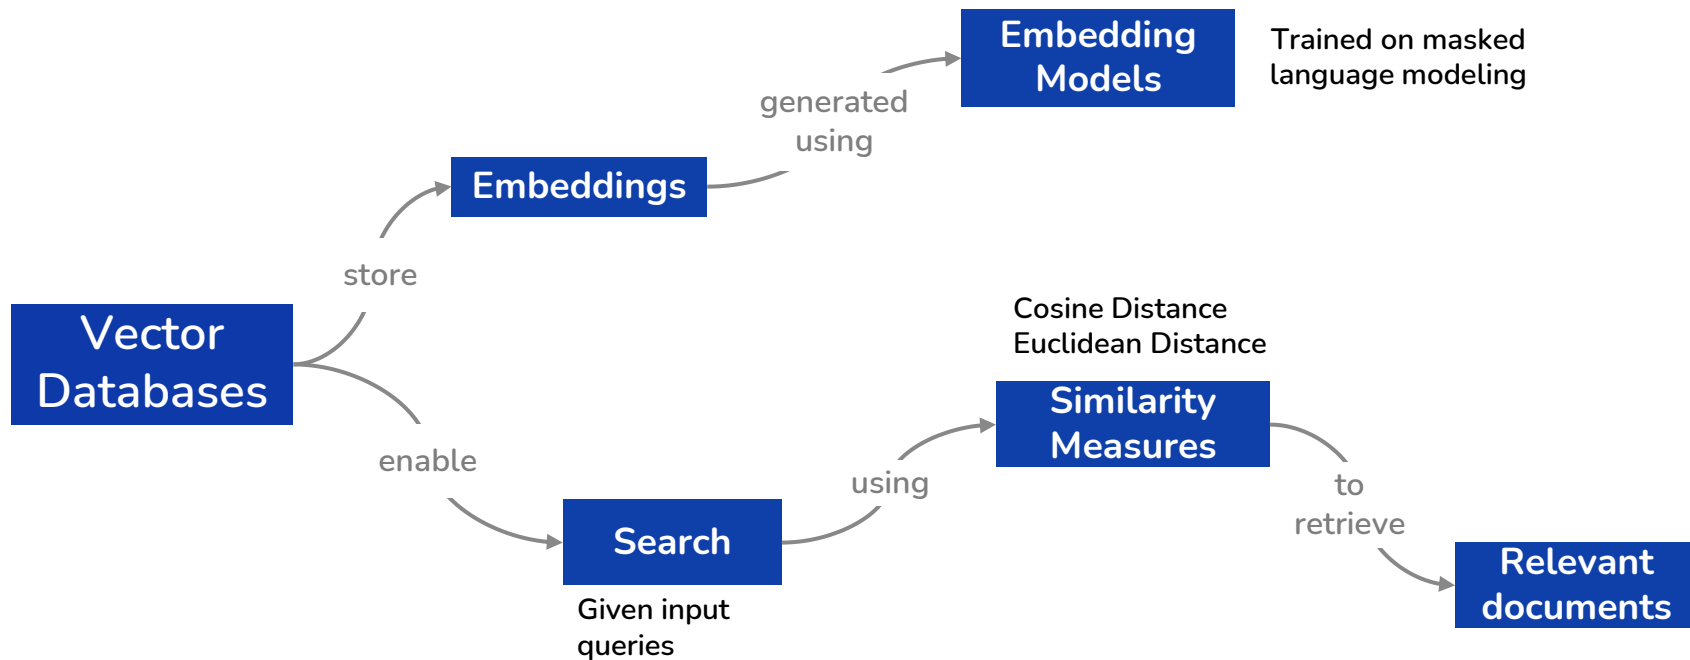 Embedding
Models
Trained on masked
language modeling
generated
using
Embeddings
store
Vector
Databases
Cosine Distance
Euclidean Distance
Similarity
Measures
enable
using
to
retrieve
Search
Given input
queries
Relevant
documents